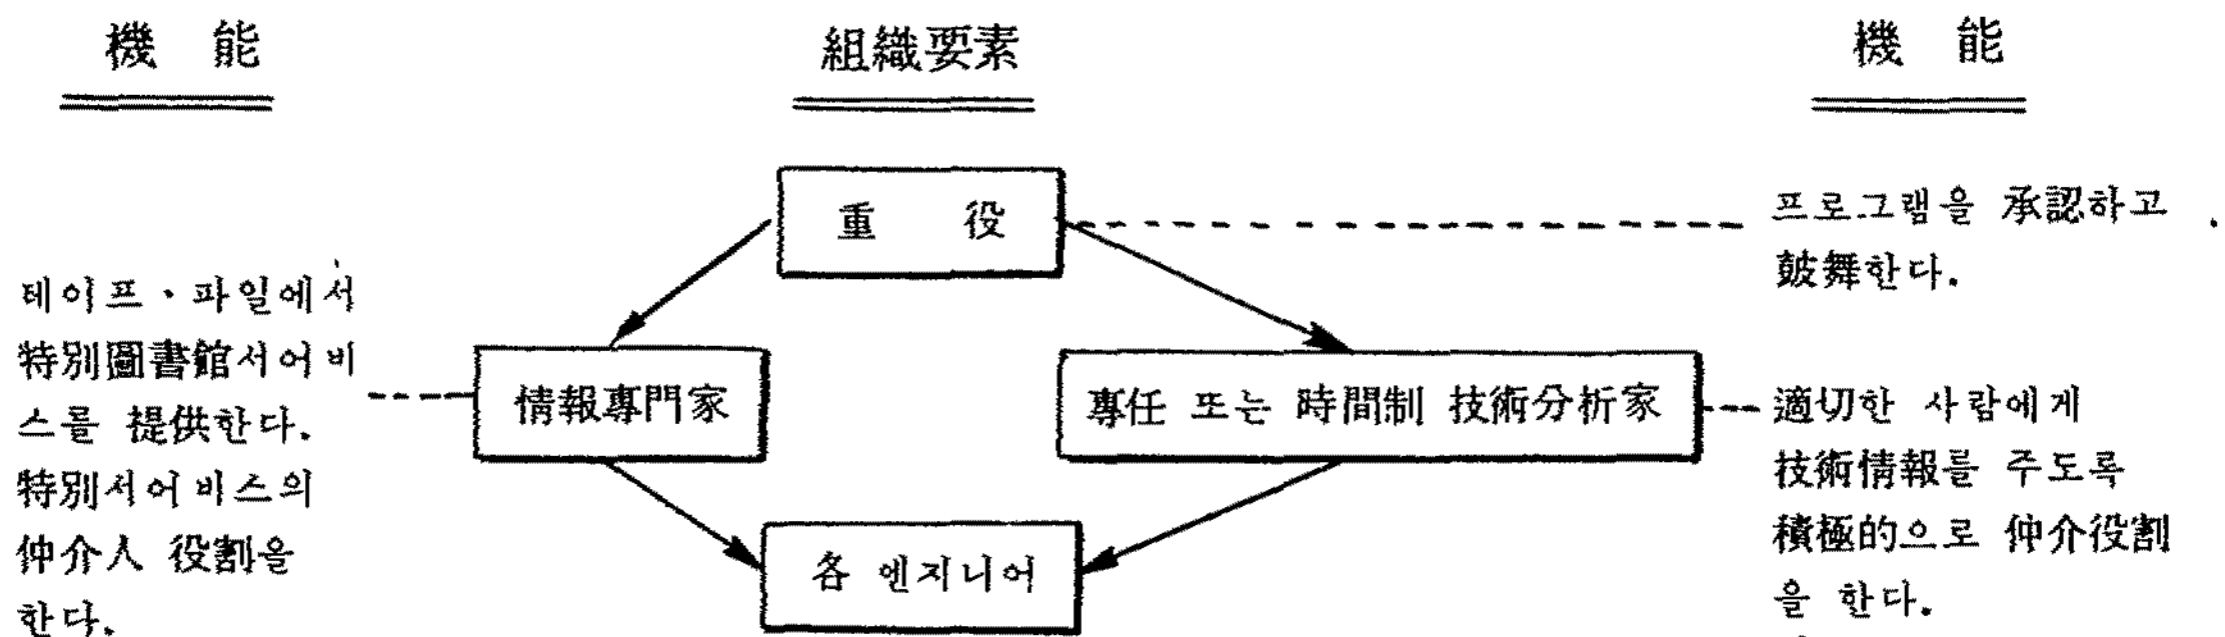 機 能
組織要素
機 能
重 役
프로그램을 承認하고
鼓舞한다.
테이프·파일에서
特別圖書館서어비
스를 提供한다.
特別서어비스의
仲介人 役割을
한다.
情報專門家
專任 또는 時間制 技術分析家
適切한 사람에게
技術情報를 주도록
積極的으로 仲介役割
을 한다.
各 엔지니어